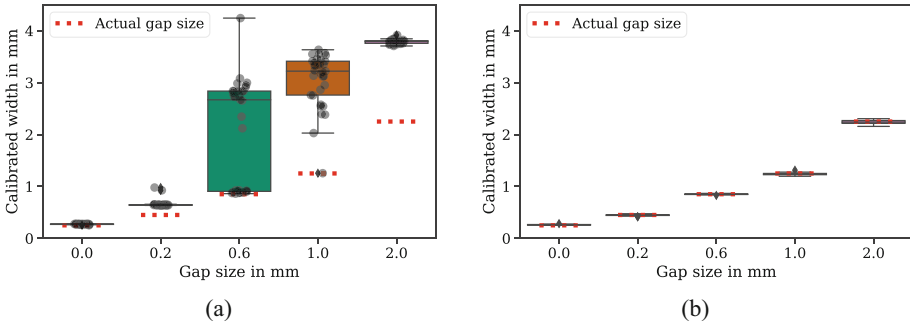 Actual gap size
Calibrated width in mm
4
3
2
1
0
0.0 0.2 0.6 1.0 2.0
Gap size in mm
(a)
Actual gap size
Calibrated width in mm
4
3
2
1
0
0.0 0.2 0.6 1.0 2.0
Gap size in mm
(b)